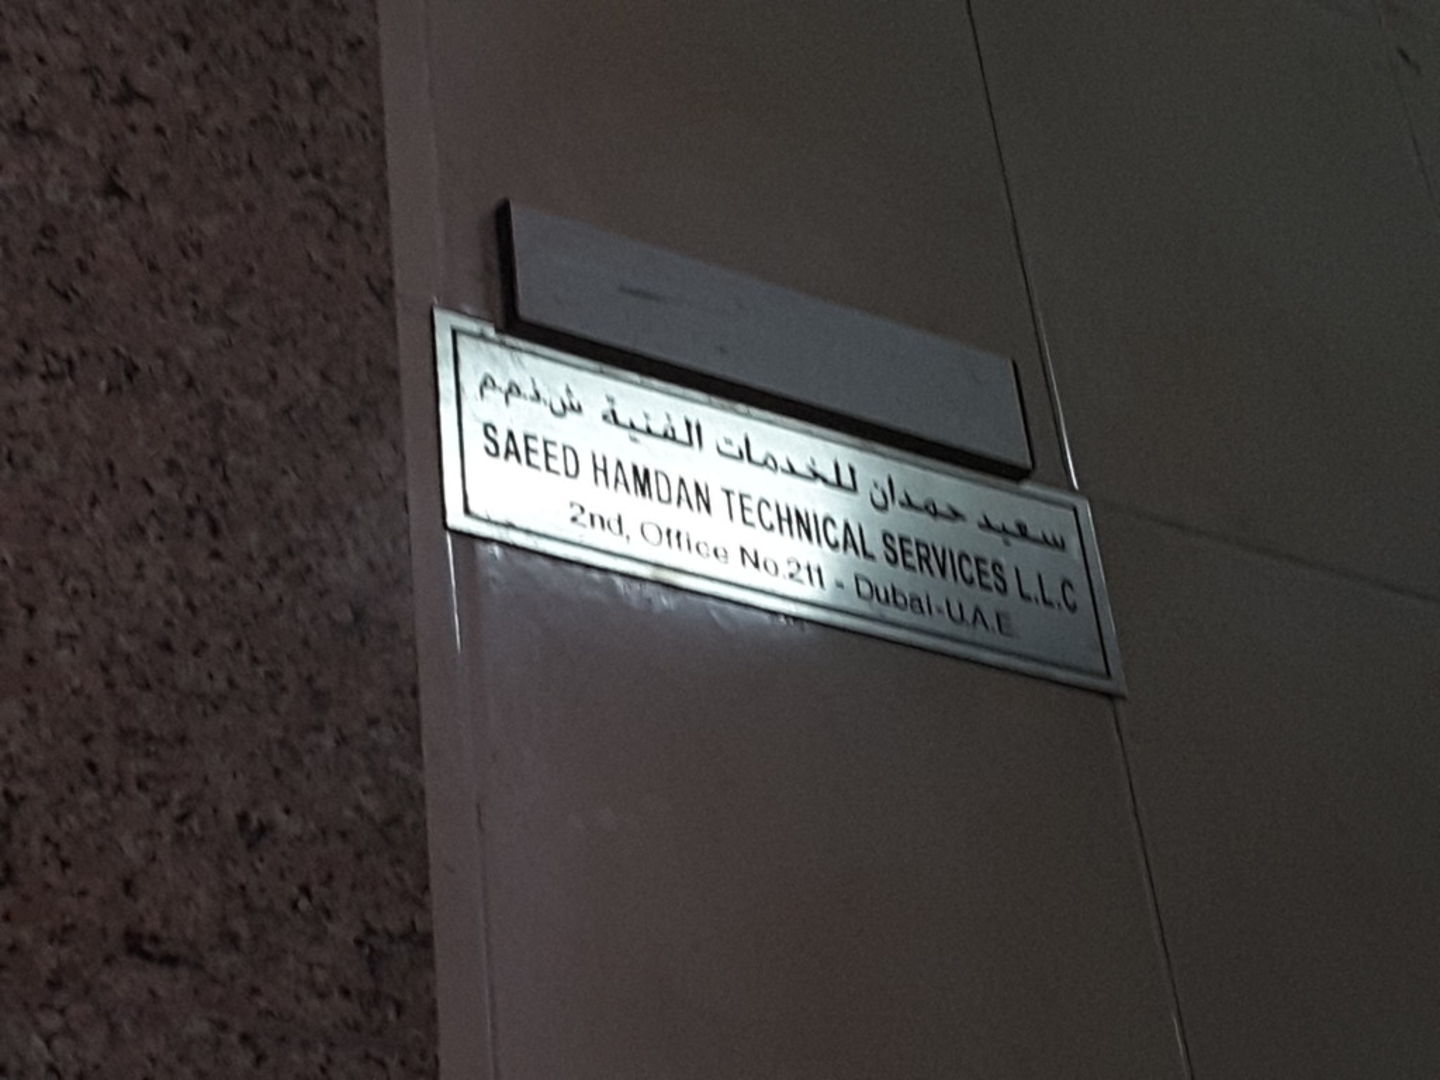 سعيد حمدان للخدمات الفنية ش.ذ.م.م
SAEED HAMDAN TECHNICAL SERVICES L.L.C
2nd, Office No.211 - Dubai-U.A.E